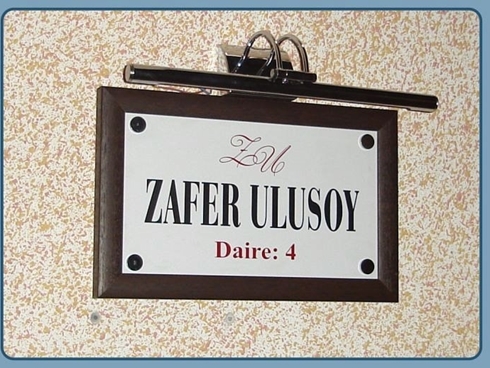 ZU
ZAFER ULUSOY
Daire: 4